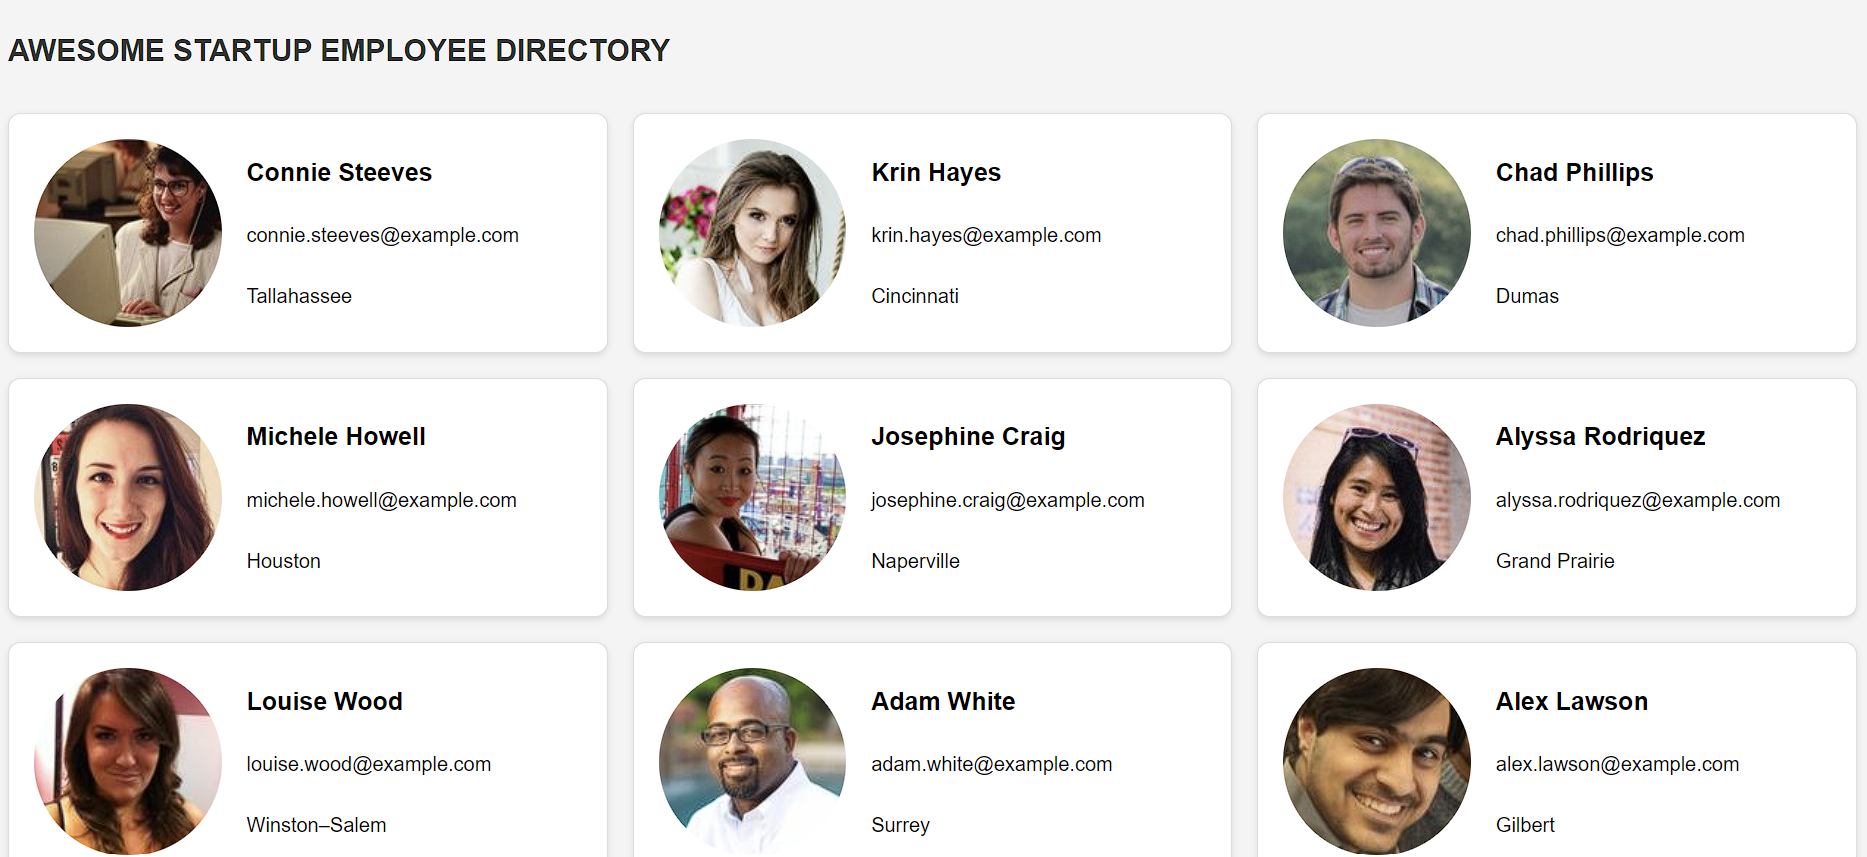 AWESOME STARTUP EMPLOYEE DIRECTORY
Connie Steeves
connie.steeves@example.com
Tallahassee
Krin Hayes
krin.hayes@example.com
Cincinnati
Chad Phillips
chad.phillips@example.com
Dumas
Michele Howell
michele.howell@example.com
Houston
Josephine Craig
josephine.craig@example.com
Naperville
Alyssa Rodriquez
alyssa.rodriquez@example.com
Grand Prairie
Louise Wood
louise.wood@example.com
Winston–Salem
Adam White
adam.white@example.com
Surrey
Alex Lawson
alex.lawson@example.com
Gilbert